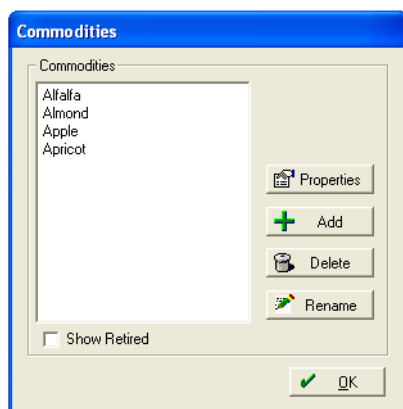 Commodities
Commodities
Alfalfa
Almond
Apple
Apricot
Properties
Add
Delete
Rename
Show Retired
OK